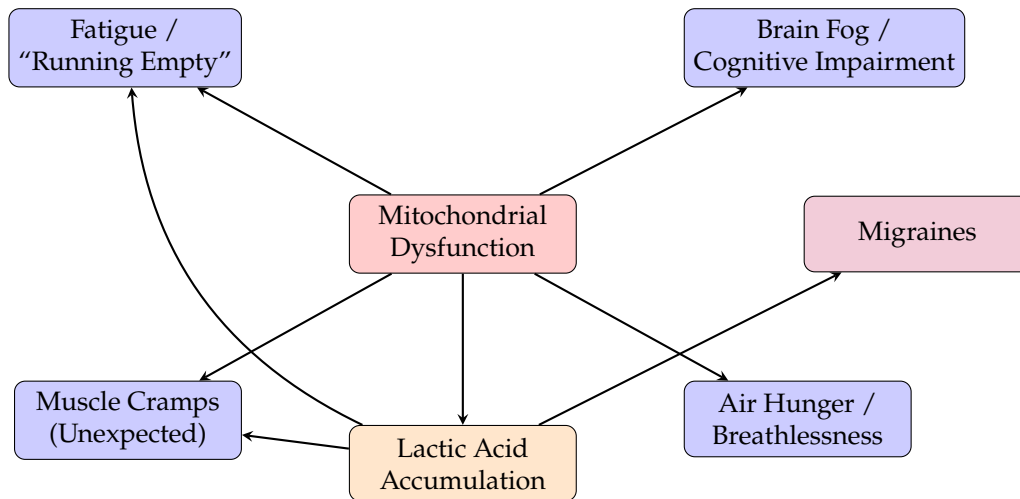 Fatigue /
“Running Empty”
Brain Fog /
Cognitive Impairment
Mitochondrial
Dysfunction
Migraines
Muscle Cramps
(Unexpected)
Lactic Acid
Accumulation
Air Hunger /
Breathlessness